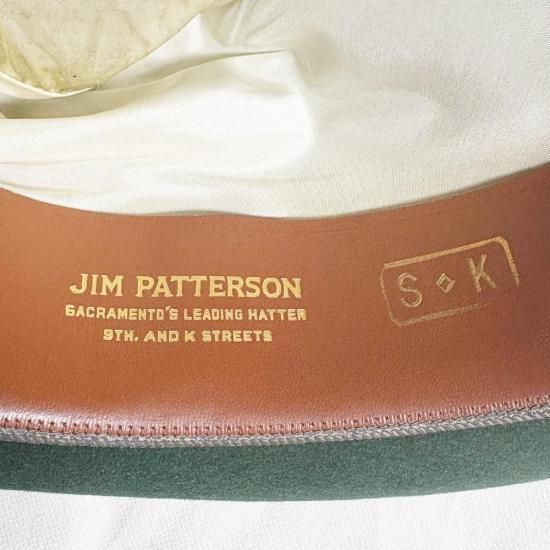 JIM PATTERSON
SACRAMENTO'S LEADING HATTER
9TH. AND K STREETS
S ⋄ K